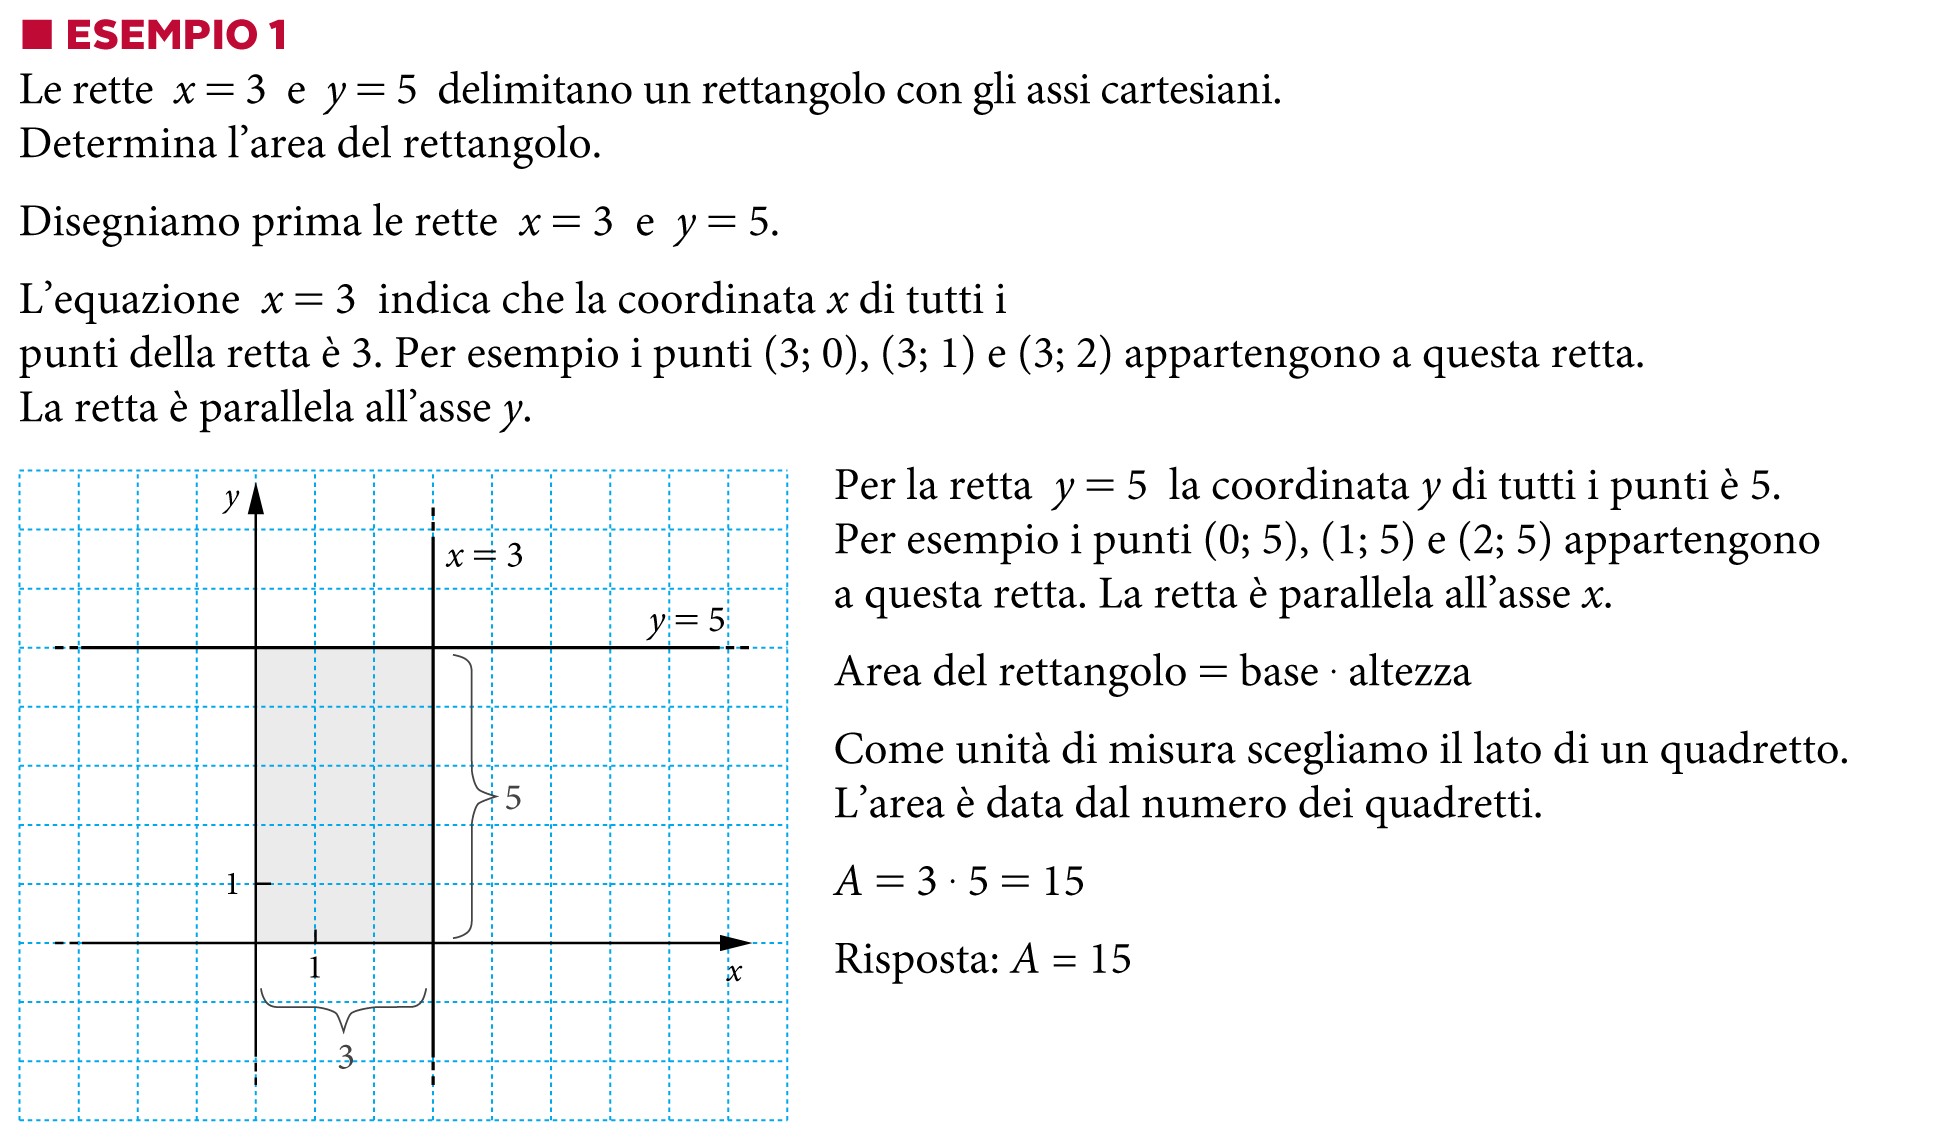 ESEMPIO 1
Le rette x = 3 e y = 5 delimitano un rettangolo con gli assi cartesiani.
Determina l’area del rettangolo.
Disegniamo prima le rette x = 3 e y = 5.
L’equazione x = 3 indica che la coordinata x di tutti i
punti della retta è 3. Per esempio i punti (3; 0), (3; 1) e (3; 2) appartengono a questa retta.
La retta è parallela all’asse y.
y
x = 3
y = 5
5
1
1
x
3
Per la retta y = 5 la coordinata y di tutti i punti è 5.
Per esempio i punti (0; 5), (1; 5) e (2; 5) appartengono
a questa retta. La retta è parallela all’asse x.
Area del rettangolo = base · altezza
Come unità di misura scegliamo il lato di un quadretto.
L’area è data dal numero dei quadretti.
A = 3 · 5 = 15
Risposta: A = 15